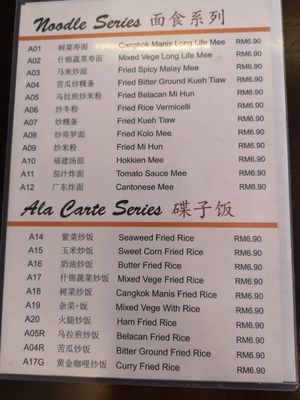 Noodle Series 面食系列
A01 树菜寿面 Cangkok Manis Long Life Mee RM6.90
A02 什锦蔬菜寿面 Mixed Vege Long Life Mee RM6.90
A03 马来炒面 Fried Spicy Malay Mee RM6.90
A04 苦瓜炒粿条 Fried Bitter Ground Kueh Tiaw RM6.90
A05 乌拉煎炒米粉 Fried Belacan Mi Hun RM6.90
A06 炒冬粉 Fried Rice Vermicelli RM6.90
A07 炒粿条 Fried Kueh Tiaw RM6.90
A08 炒哥罗面 Fried Kolo Mee RM6.90
A09 炒米粉 Fried Mi Hun RM6.90
A10 福建汤面 Hokkien Mee RM6.90
A11 茄汁炸面 Tomato Sauce Mee RM6.90
A12 广东炸面 Cantonese Mee RM6.90
Ala Carte Series 碟子饭
A14 紫菜炒饭 Seaweed Fried Rice RM6.90
A15 玉米炒饭 Sweet Corn Fried Rice RM6.90
A16 奶油炒饭 Butter Fried Rice RM6.90
A17 什锦蔬菜炒饭 Mixed Vege Fried Rice RM6.90
A18 树菜炒饭 Cangkok Manis Fried Rice RM6.90
A19 杂菜+饭 Mixed Vege With Rice RM6.90
A20 火腿炒饭 Ham Fried Rice RM6.90
A05R 乌拉煎炒饭 Belacan Fried Rice RM6.90
A04R 苦瓜炒饭 Bitter Ground Fried Rice RM6.90
A17G 黄金咖哩炒饭 Curry Fried Rice RM6.90